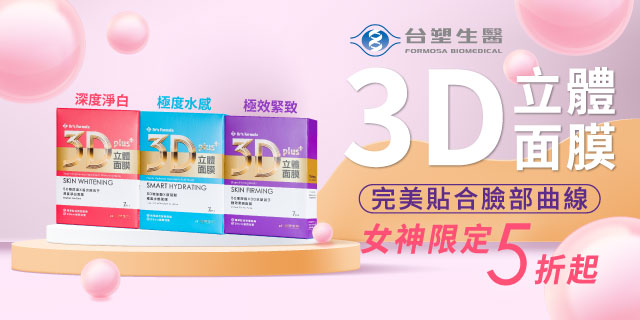 台塑生醫
FORMOSA BIOMEDICAL
3D立體面膜
完美貼合臉部曲線
女神限定5折起
深度淨白
極度水感
極效緊致
Dr's Formula
3D plus+
立體面膜
SKIN WHITENING
Dr's Formula
3D plus+
立體面膜
SMART HYDRATING
Dr's Formula
3D plus+
立體面膜
SKIN FIRMING